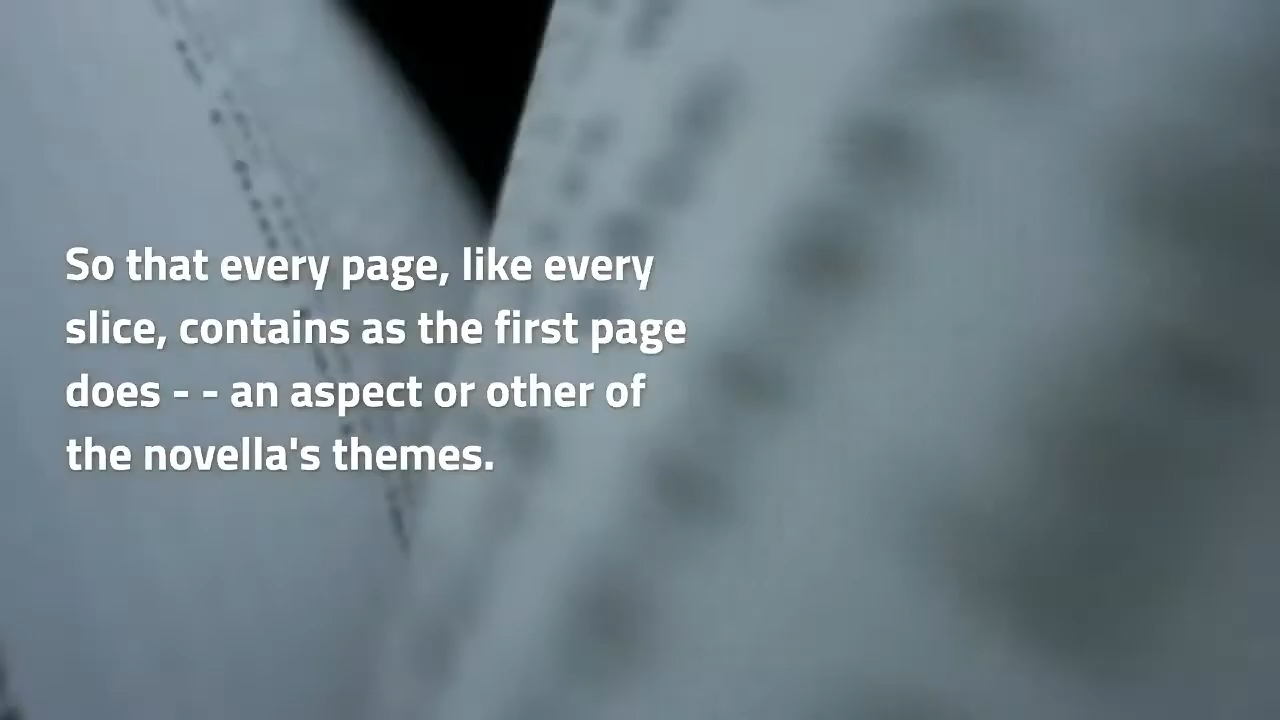 So that every page, like every
slice, contains as the first page
does - - an aspect or other of
the novella's themes.